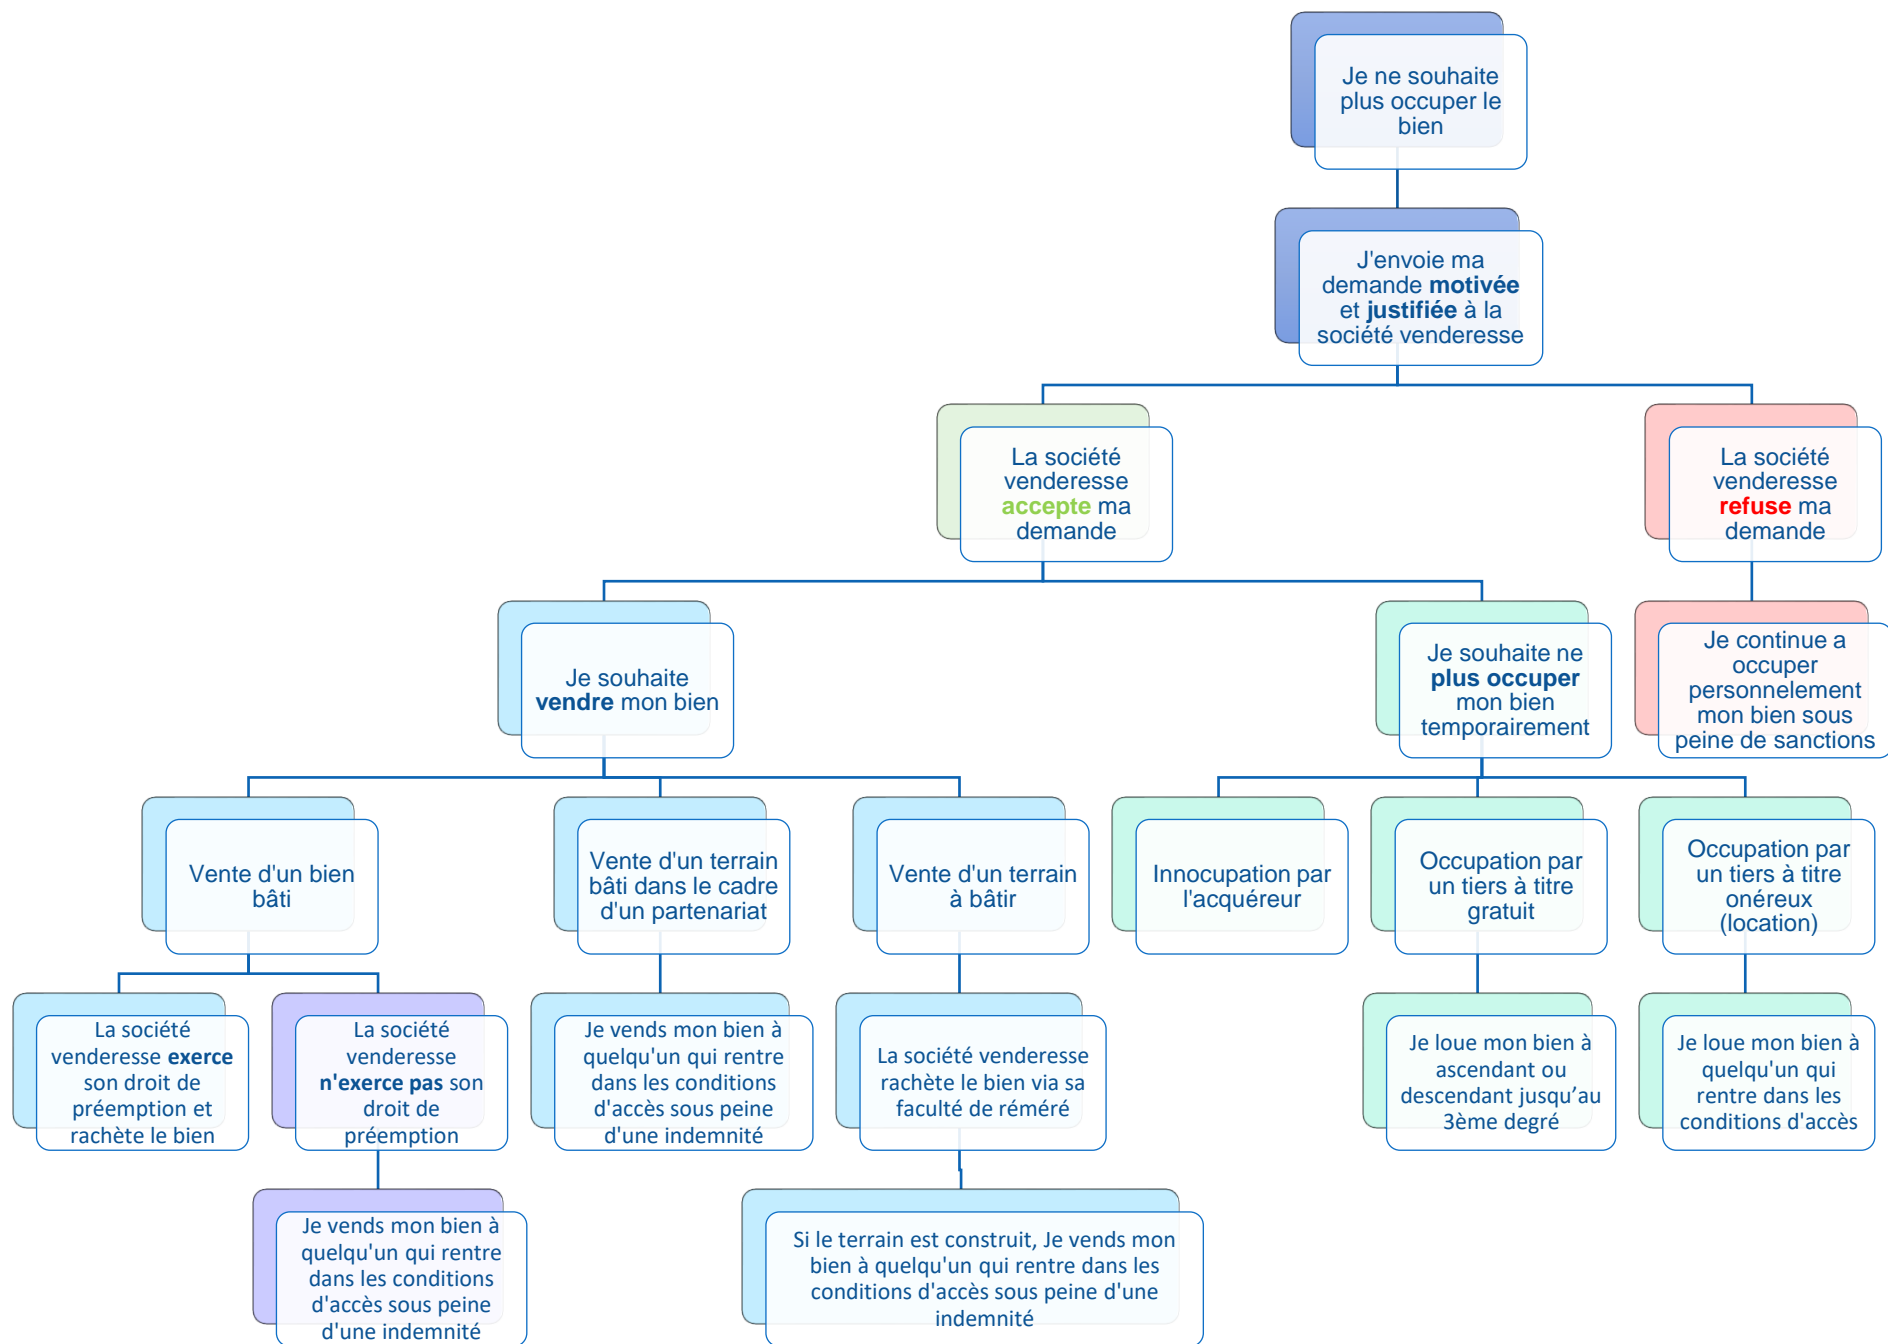 Je ne souhaite
plus occuper le
bien
J'envoie ma
demande motivée
et justifiée à la
société venderesse
La société
venderesse
accepte ma
demande
La société
venderesse
refuse ma
demande
Je souhaite
vendre mon bien
Je souhaite ne
plus occuper
mon bien
temporairement
Je continue a
occuper
personnelement
mon bien sous
peine de sanctions
Vente d'un bien
bâti
Vente d'un terrain
bâti dans le cadre
d'un partenariat
Vente d'un terrain
à bâtir
Innocupation par
l'acquéreur
Occupation par
un tiers à titre
gratuit
Occupation par
un tiers à titre
onéreux
(location)
La société
venderesse exerce
son droit de
préemption et
rachète le bien
La société
venderesse
n'exerce pas son
droit de
préemption
Je vends mon bien à
quelqu'un qui rentre
dans les conditions
d'accès sous peine
d'une indemnité
La société venderesse
rachète le bien via sa
faculté de réméré
Je loue mon bien à
ascendant ou
descendant jusqu’au
3ème degré
Je loue mon bien à
quelqu'un qui
rentre dans les
conditions d'accès
Je vends mon bien à
quelqu'un qui rentre
dans les conditions
d'accès sous peine
d'une indemnité
Si le terrain est construit, Je vends mon
bien à quelqu'un qui rentre dans les
conditions d'accès sous peine d'une
indemnité